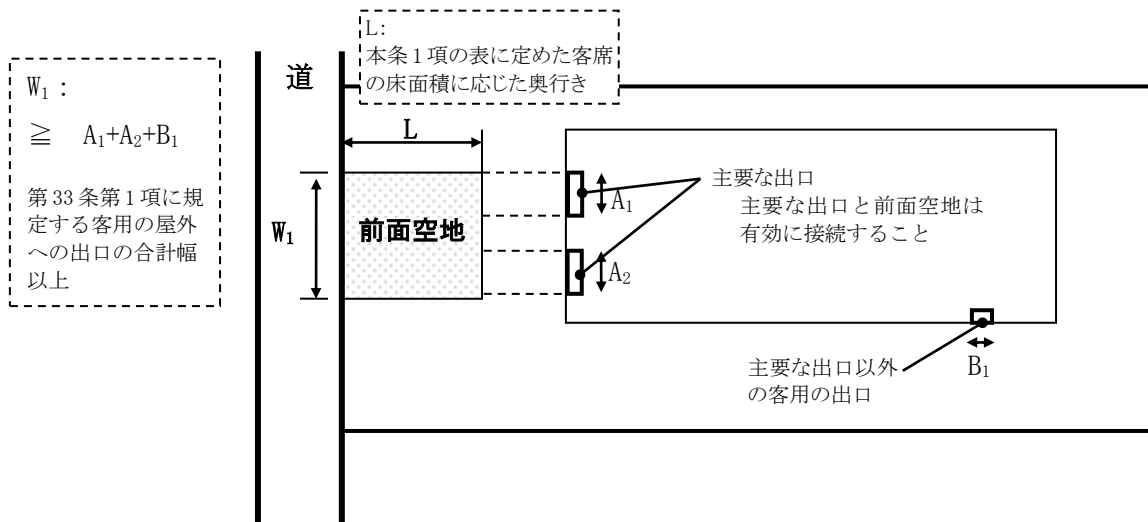 W₁：
≧ A₁+A₂+B₁
第33条第1項に規
定する客用の屋外
への出口の合計幅
以上
道
L:
本条1項の表に定めた客席
の床面積に応じた奥行き
L
W₁
前面空地
A₁
A₂
主要な出口
主要な出口と前面空地は
有効に接続すること
主要な出口以外
の客用の出口
B₁